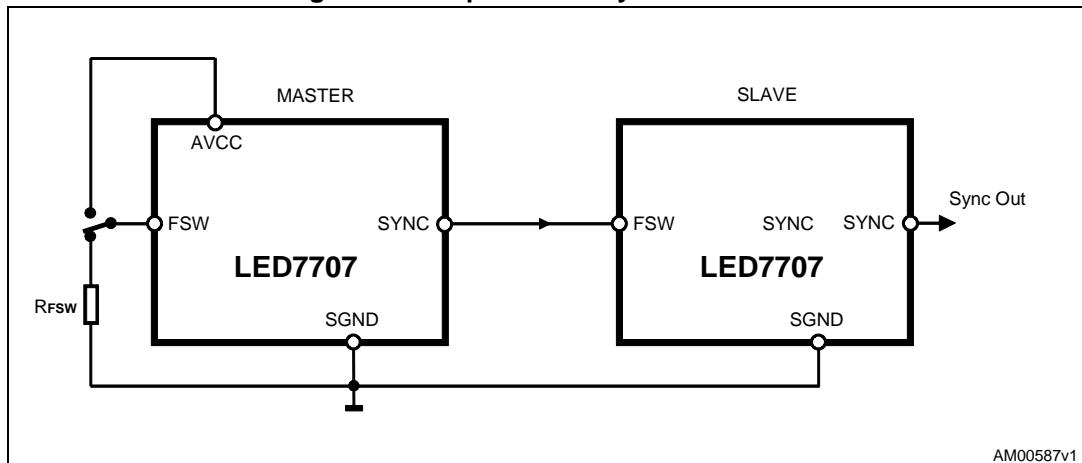 MASTER
SLAVE
AVCC
FSW
SYNC
FSW
SYNC
SYNC
Sync Out
LED7707
LED7707
RFSW
SGND
SGND
AM00587v1